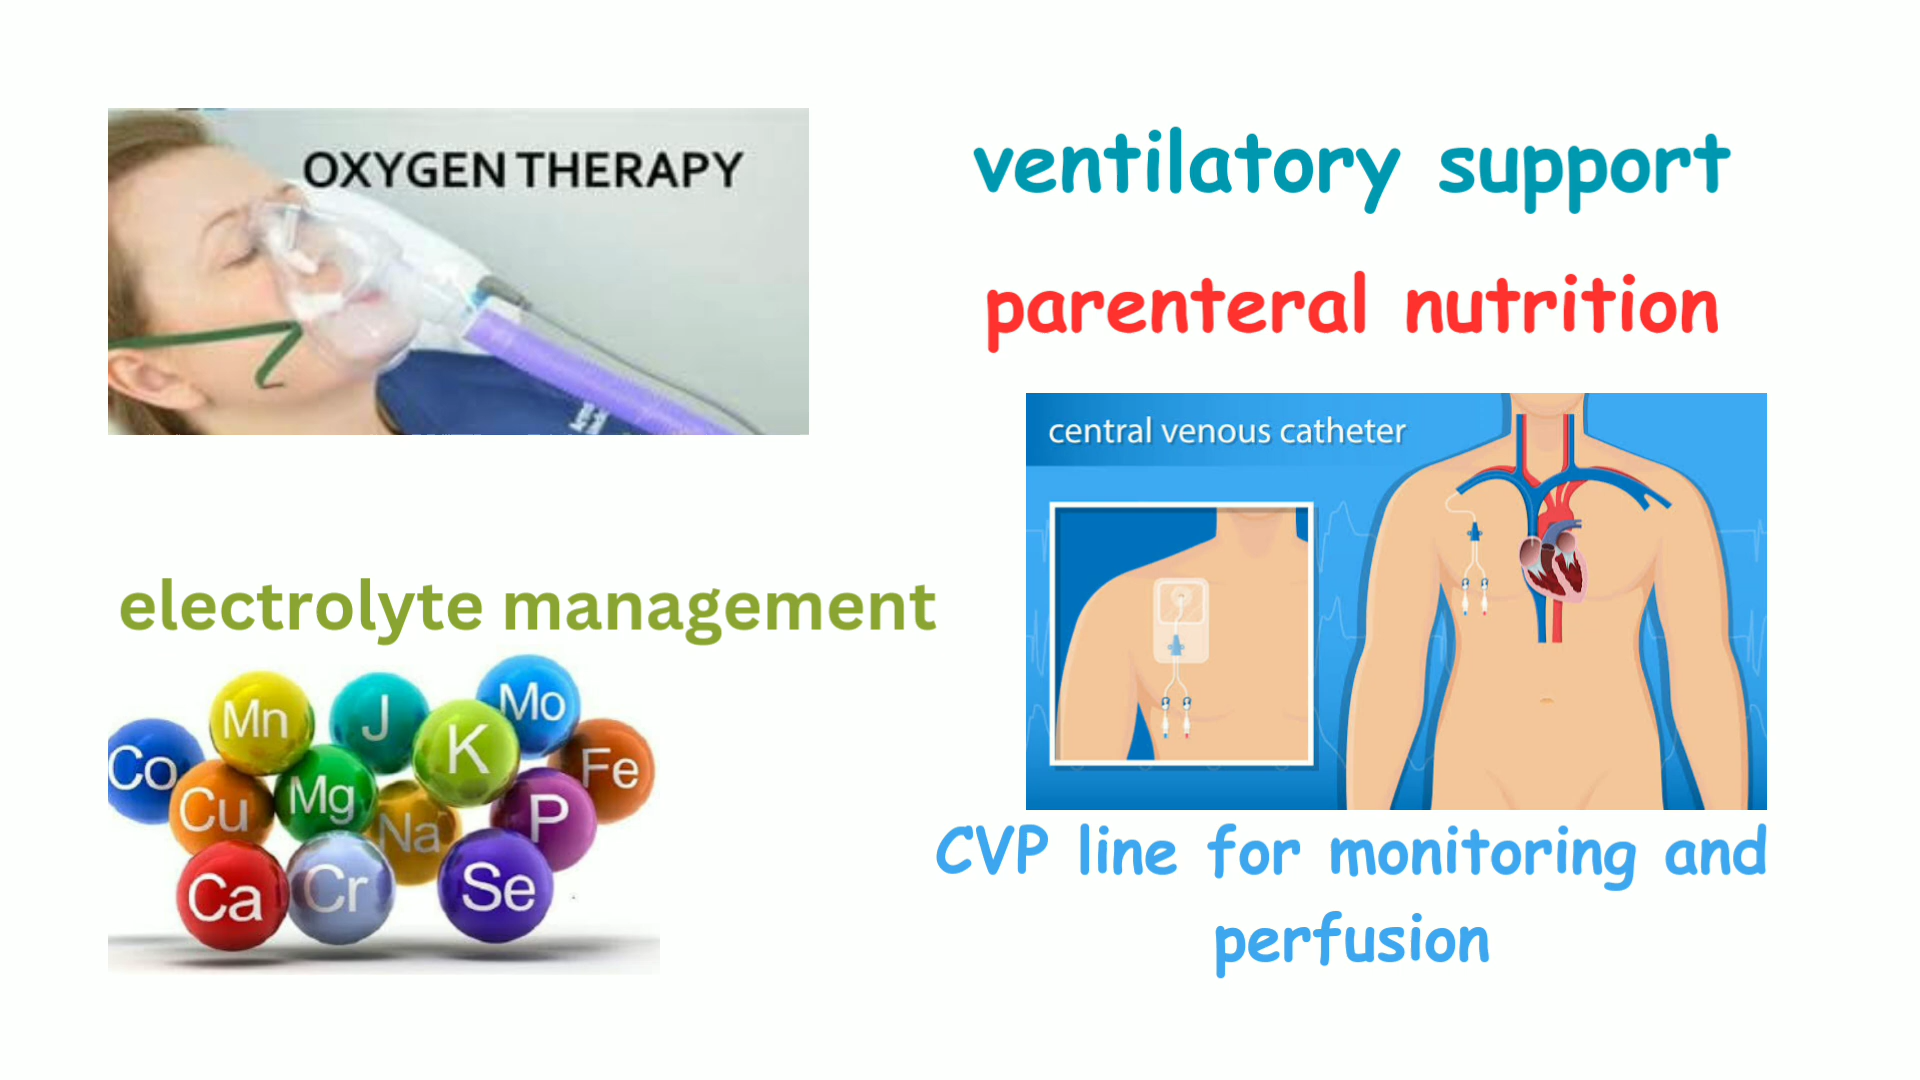 OXYGEN THERAPY
ventilatory support
parenteral nutrition
central venous catheter
electrolyte management
Mn
J
Mo
K
Co
Fe
Cu
Mg
Na
P
Ca
Cr
Se
CVP line for monitoring and
perfusion